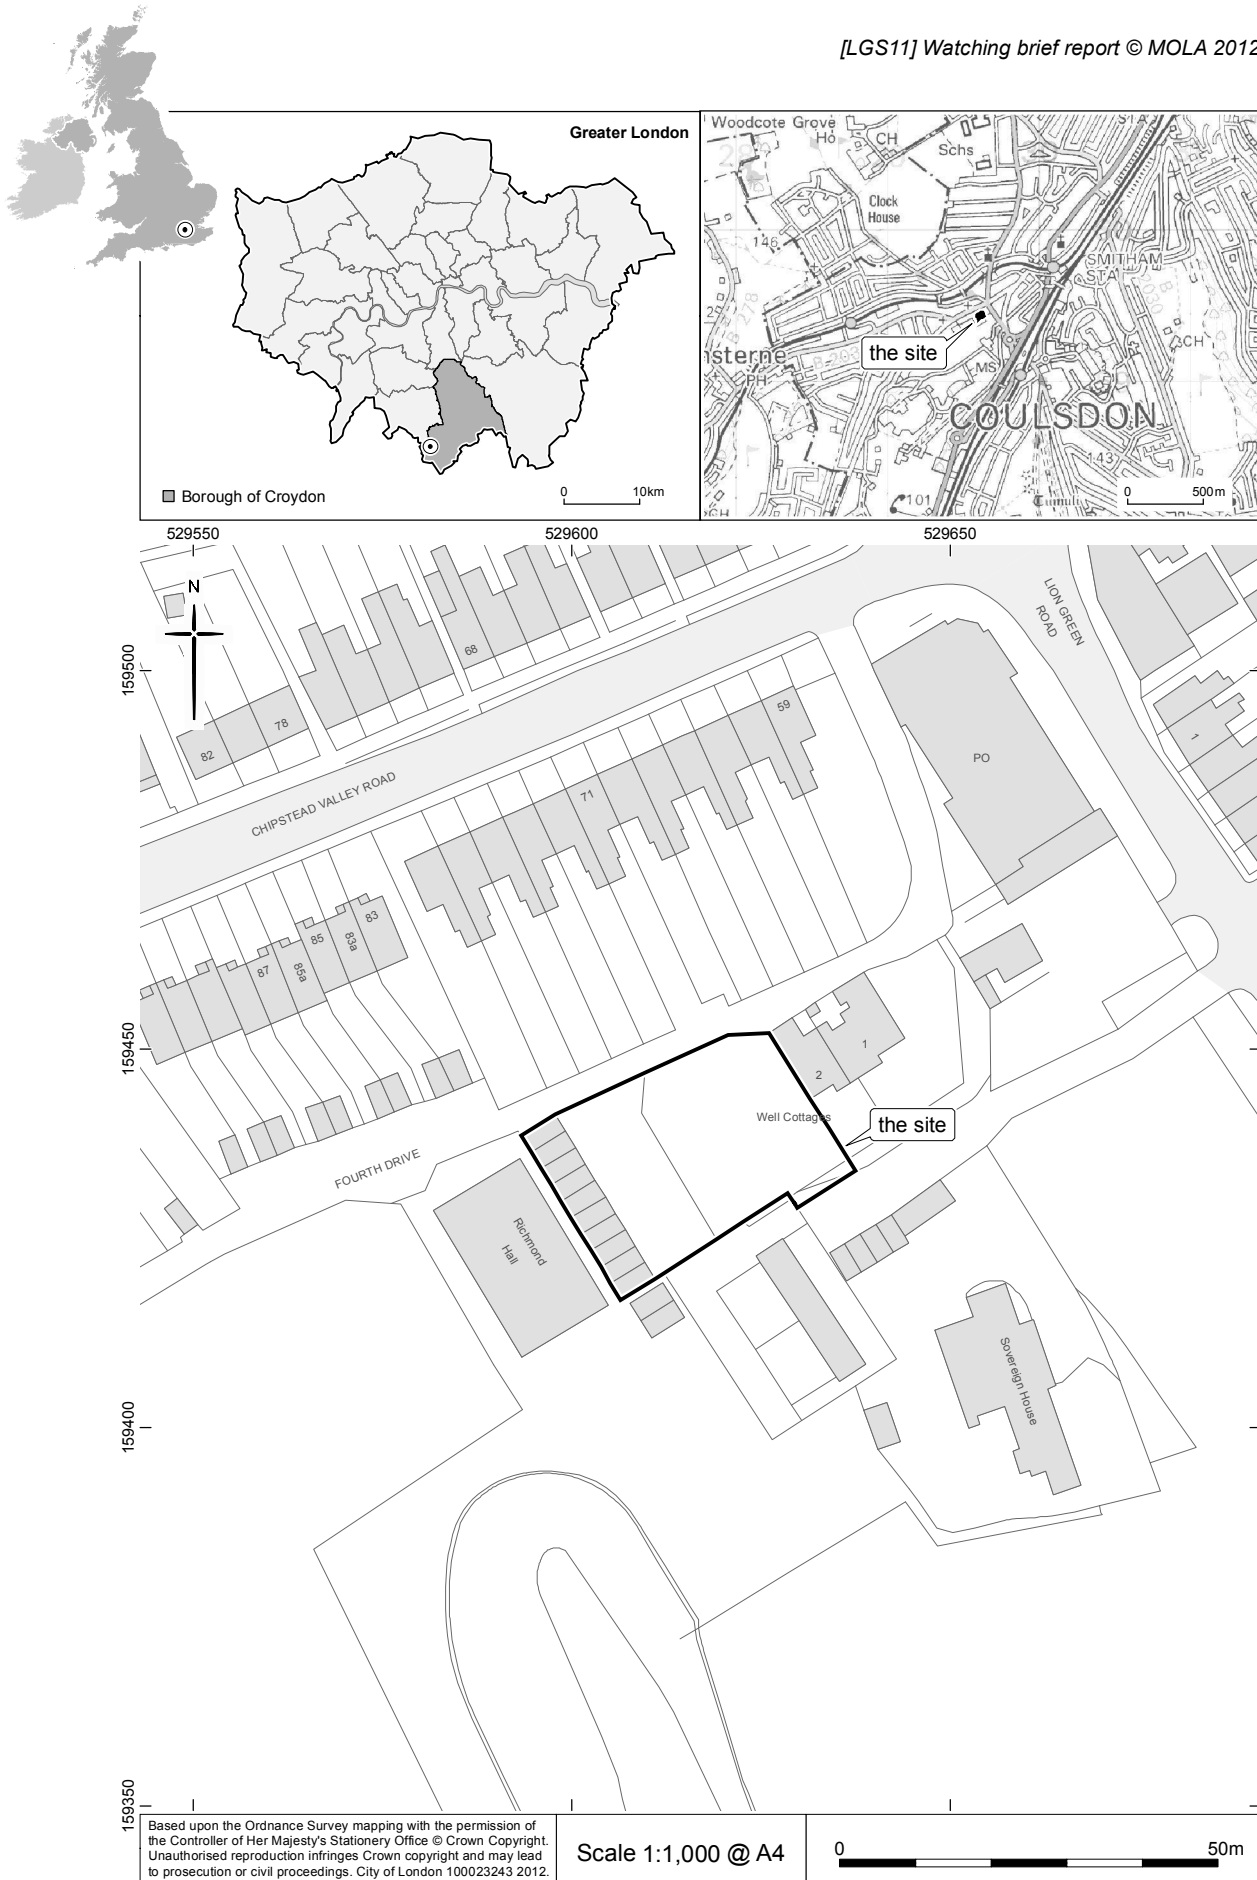 [LGS11] Watching brief report © MOLA 2012
Greater London
Borough of Croydon
0 10km
Woodcote Grove
Ho
CH
Schs
Clock
House
146
SMITHAM
STA
the site
nsterne
PH
MS
CH
COULSDON
143
101
0 500m
529550 529600 529650
N
159500
159450
159400
159350
LION GREEN
ROAD
68
78
82
59
1
PO
CHIPSTEAD VALLEY ROAD
71
83
83a
85
85a
87
1
2
Well Cottages
the site
FOURTH DRIVE
Richmond
Hall
Sovereign House
Based upon the Ordnance Survey mapping with the permission of
the Controller of Her Majesty's Stationery Office © Crown Copyright.
Unauthorised reproduction infringes Crown copyright and may lead
to prosecution or civil proceedings. City of London 100023243 2012.
Scale 1:1,000 @ A4
0 50m